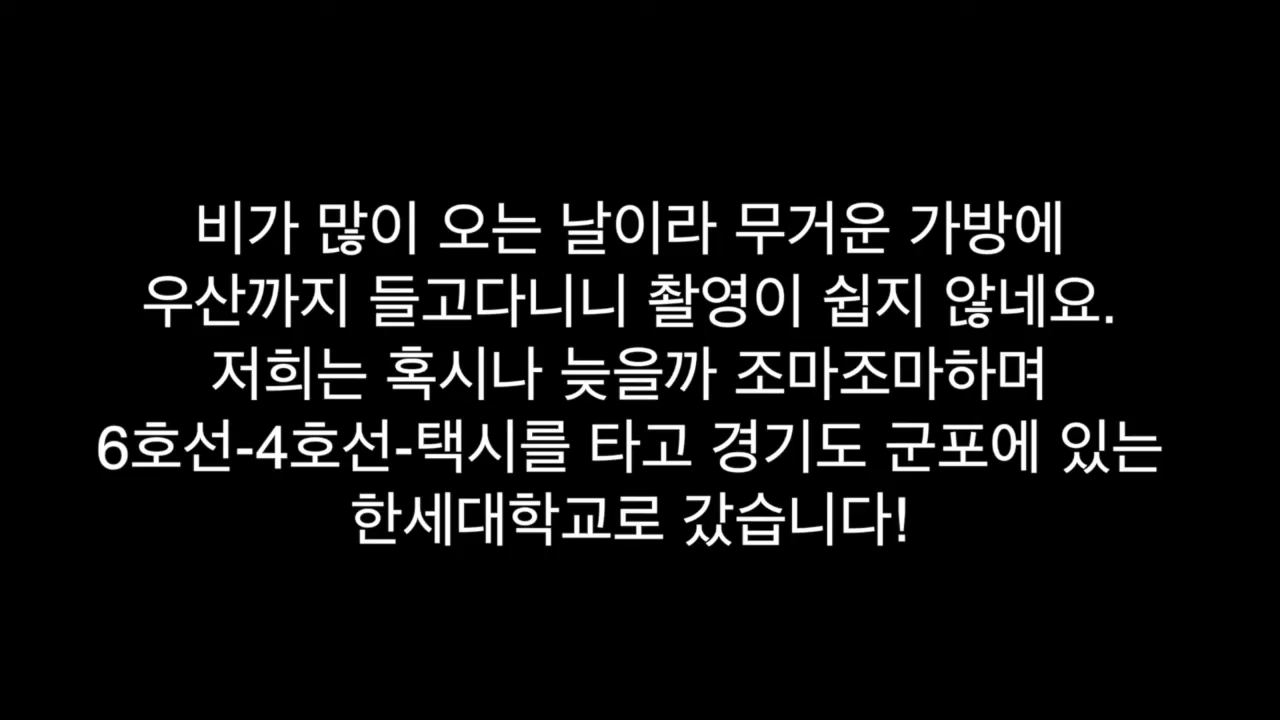 비가 많이 오는 날이라 무거운 가방에
우산까지 들고다니니 촬영이 쉽지 않네요.
저희는 혹시나 늦을까 조마조마하며
6호선-4호선-택시를 타고 경기도 군포에 있는
한세대학교로 갔습니다!